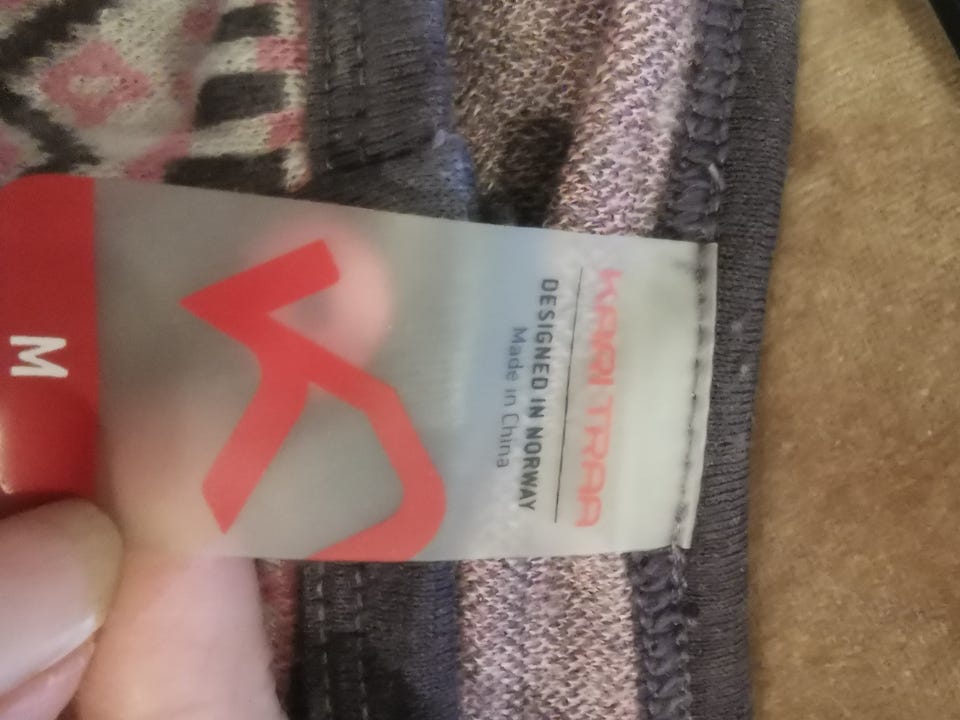 KARI TRAA
DESIGNED IN NORWAY
Made in China
M